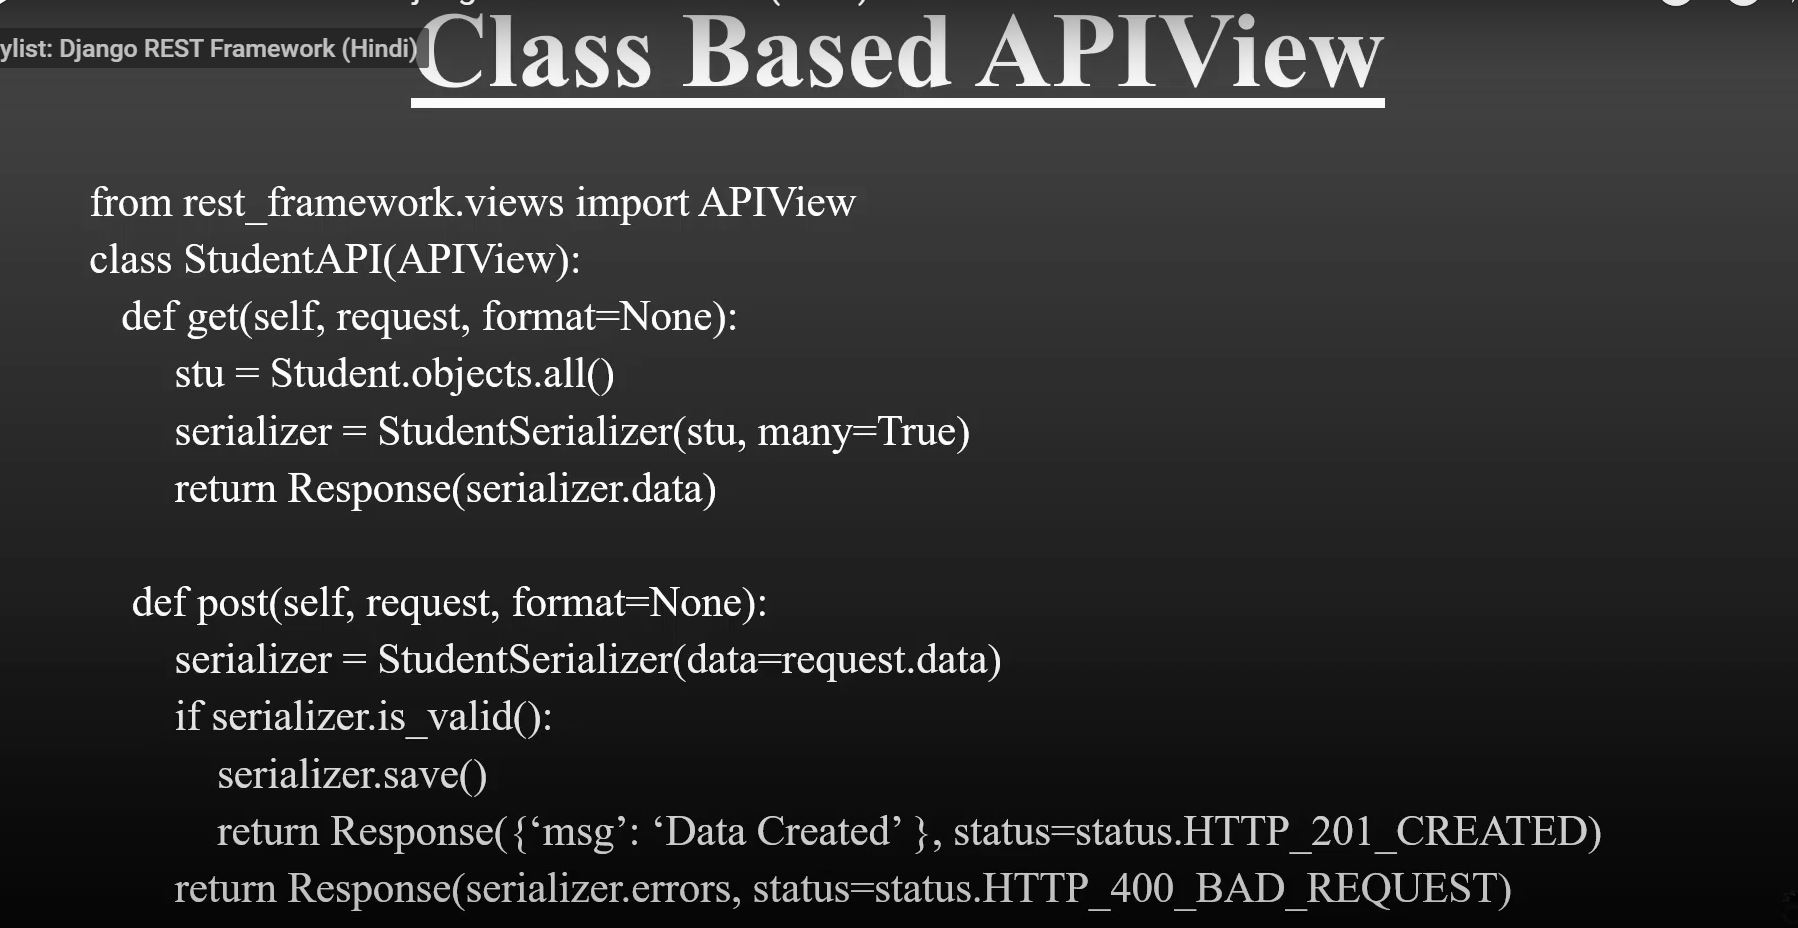 Class Based APIView
ylist: Django REST Framework (Hindi)
from rest_framework.views import APIView
class StudentAPI(APIView):
def get(self, request, format=None):
stu = Student.objects.all()
serializer = StudentSerializer(stu, many=True)
return Response(serializer.data)
def post(self, request, format=None):
serializer = StudentSerializer(data=request.data)
if serializer.is_valid():
serializer.save()
return Response({‘msg’: ‘Data Created’ }, status=status.HTTP_201_CREATED)
return Response(serializer.errors, status=status.HTTP_400_BAD_REQUEST)